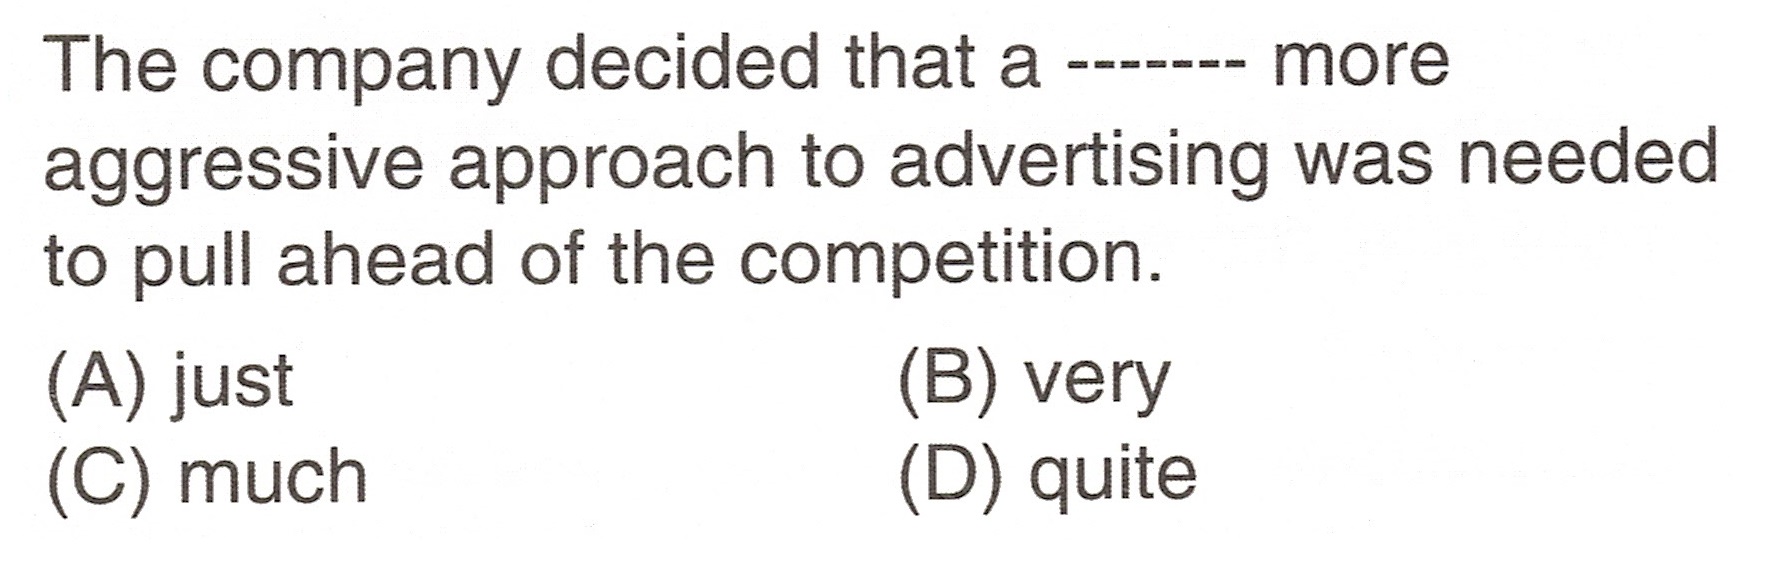 The company decided that a ------- more
aggressive approach to advertising was needed
to pull ahead of the competition.
(A) just (B) very
(C) much (D) quite